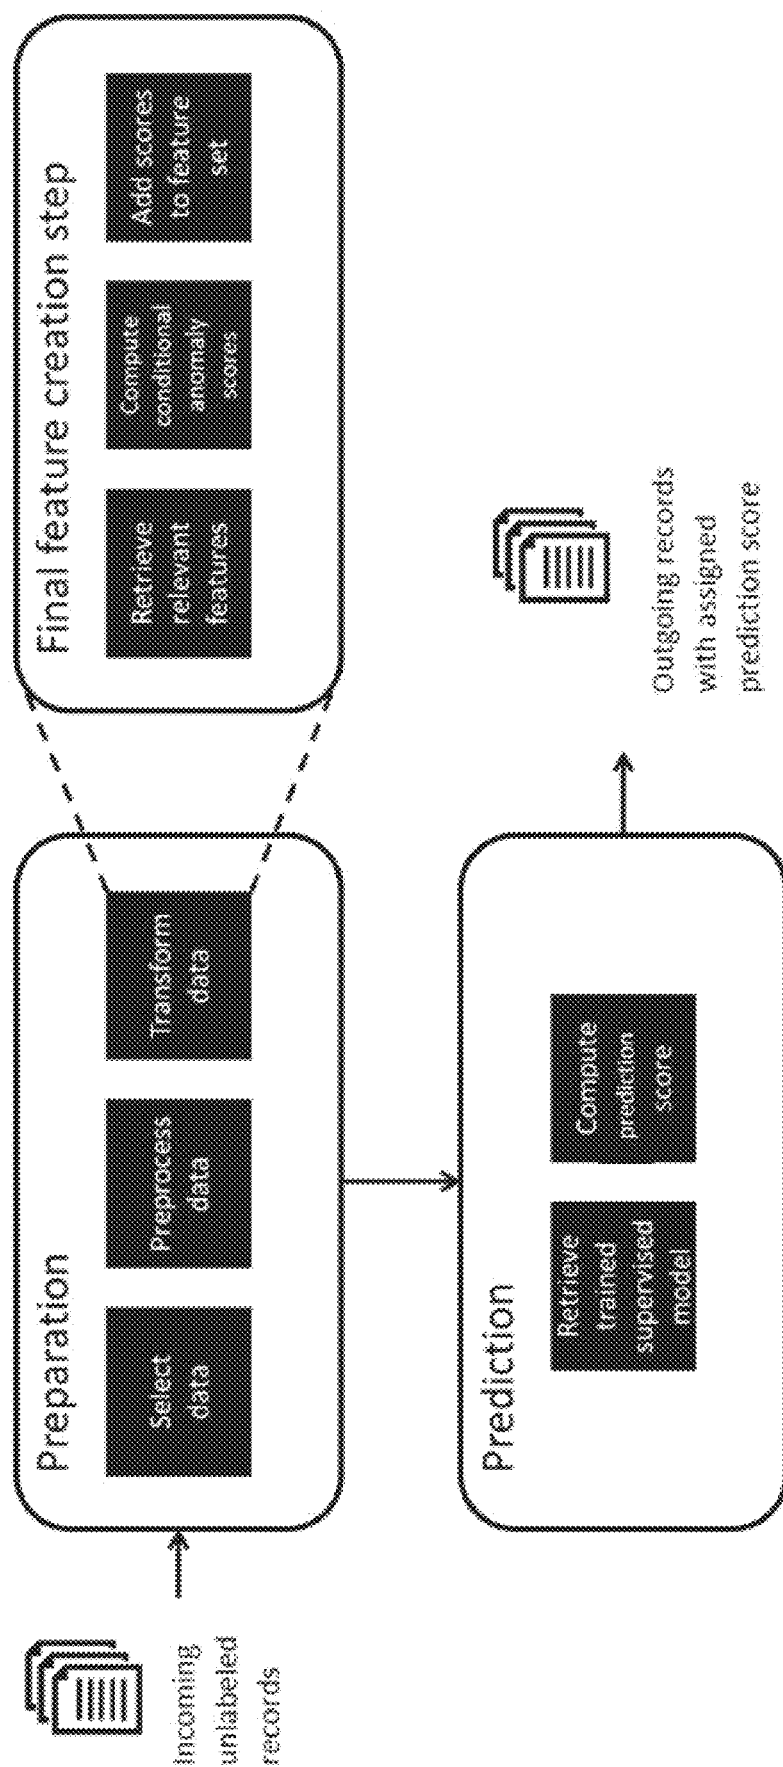 Incoming
unlabeled
records
Preparation
Select
data
Preprocess
data
Transform
data
Final feature creation step
Retrieve
relevant
features
Compute
conditional
anomaly
scores
Add scores
to feature
set
Prediction
Retrieve
trained
supervised
model
Compute
prediction
score
Outgoing records
with assigned
prediction score